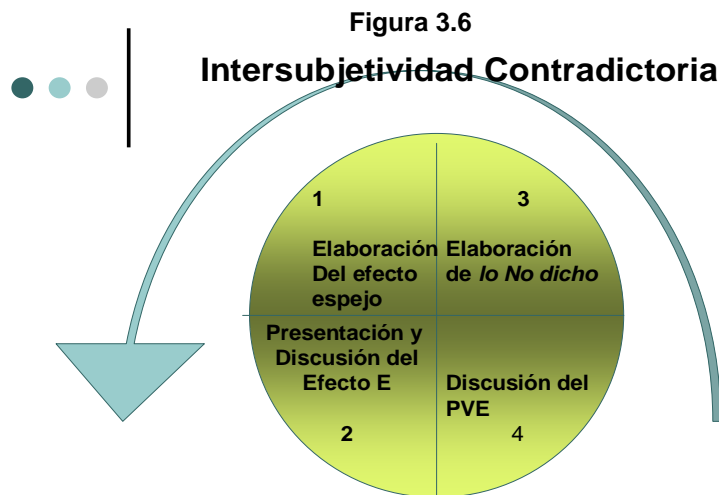 Figura 3.6
Intersubjetividad Contradictoria
1
Elaboración
Del efecto
espejo
Presentación y
Discusión del
Efecto E
2
3
Elaboración
de lo No dicho
Discusión del
PVE
4